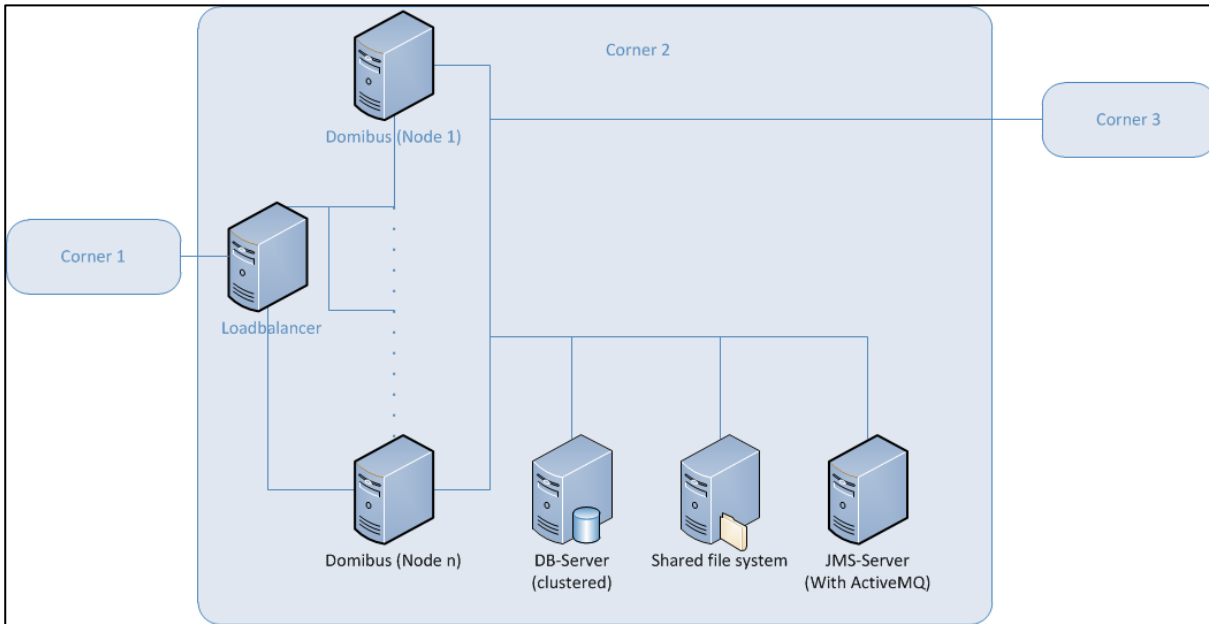 Corner 2
Domibus (Node 1)
Corner 3
Corner 1
Loadbalancer
Domibus (Node n)
DB-Server
(clustered)
Shared file system
JMS-Server
(With ActiveMQ)